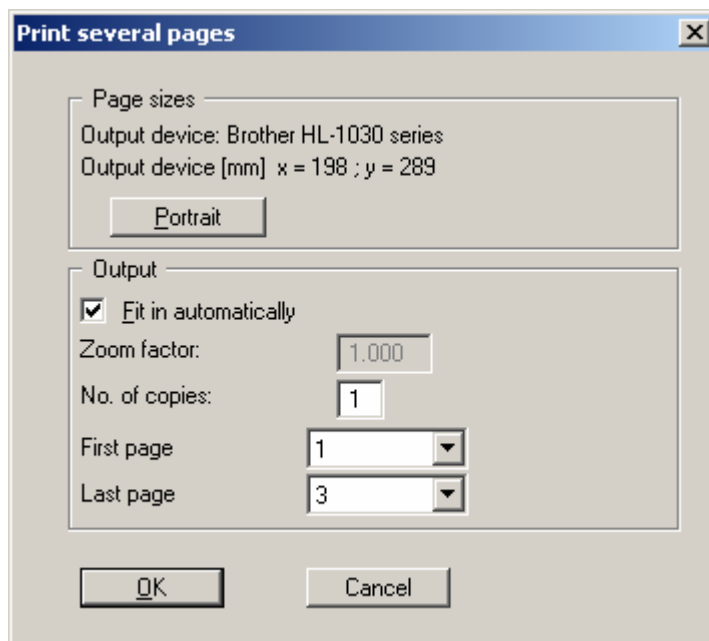 Print several pages
Page sizes
Output device: Brother HL-1030 series
Output device [mm] x = 198 ; y = 289
Portrait
Output
Fit in automatically
Zoom factor: 1.000
No. of copies: 1
First page 1
Last page 3
OK Cancel